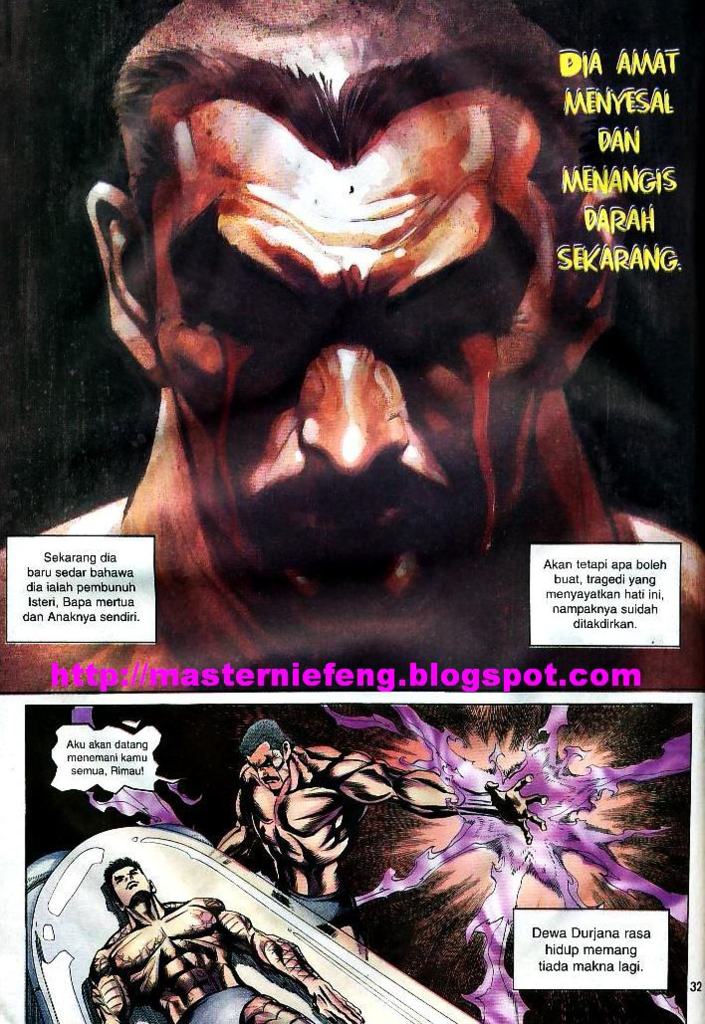 DIA AMAT
MENYESAL
DAN
MENANGIS
DARAH
SEKARANG.
Sekarang dia
baru sedar bahawa
dia ialah pembunuh
Isteri, Bapa mertua
dan Anaknya sendiri.
Akan tetapi apa boleh
buat, tragedi yang
menyayatkan hati ini,
nampaknya suidah
ditakdirkan.
http://masterniefeng.blogspot.com
Aku akan datang
menemani kamu
semua, Rimau!
Dewa Durjana rasa
hidup memang
tiada makna lagi.
32